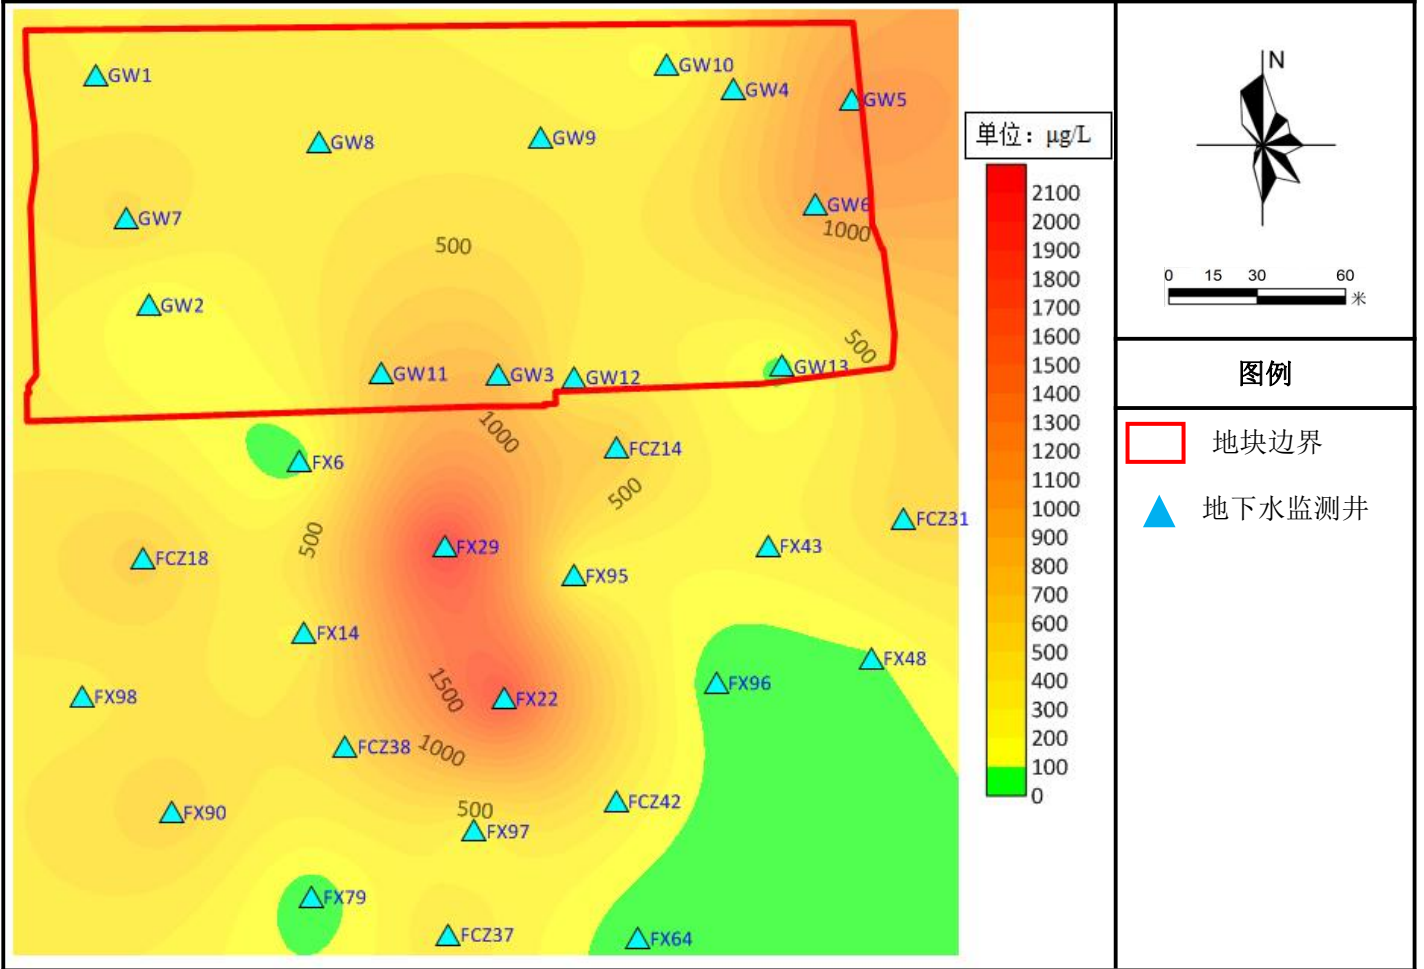 GW1
GW10
GW4
GW5
GW8
GW9
GW7
GW6
1000
500
GW2
500
GW13
GW11
GW3
GW12
1000
FCZ14
FX6
500
FCZ31
500
FX29
FX43
FCZ18
FX95
FX14
FX48
FX96
FX98
1500
FX22
FCZ38
1000
FCZ42
500
FX90
FX97
FX79
FCZ37
FX64
单位：μg/L
2100
2000
1900
1800
1700
1600
1500
1400
1300
1200
1100
1000
900
800
700
600
500
400
300
200
100
0
N
0 15 30 60
米
图例
地块边界
地下水监测井